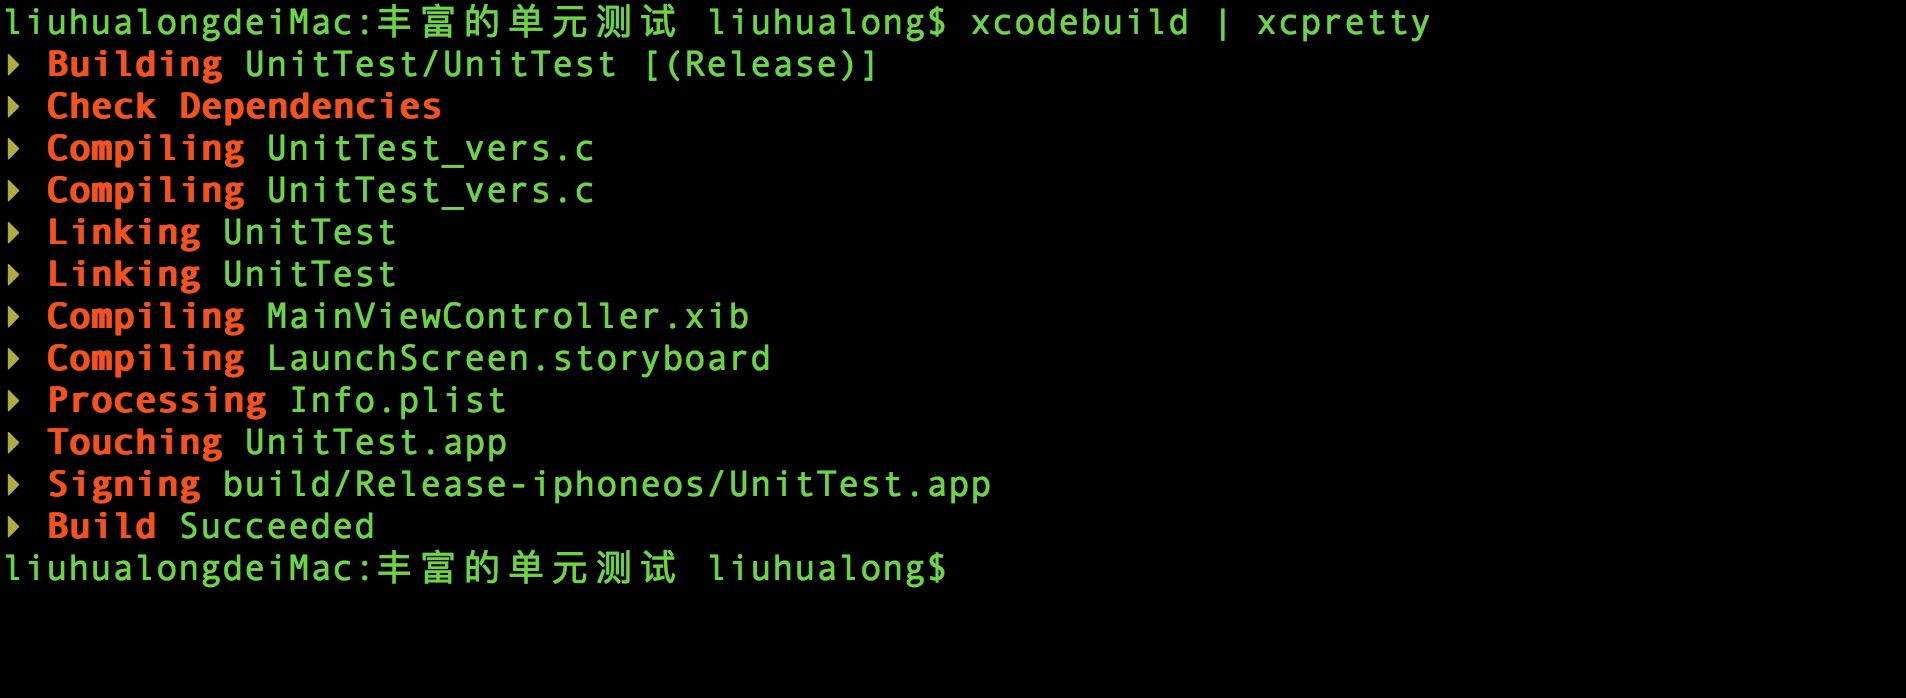 liuhualongdeiMac:丰富的单元测试 liuhualong$ xcodebuild | xcpretty
▸ Building UnitTest/UnitTest [(Release)]
▸ Check Dependencies
▸ Compiling UnitTest_vers.c
▸ Compiling UnitTest_vers.c
▸ Linking UnitTest
▸ Linking UnitTest
▸ Compiling MainViewController.xib
▸ Compiling LaunchScreen.storyboard
▸ Processing Info.plist
▸ Touching UnitTest.app
▸ Signing build/Release-iphoneos/UnitTest.app
▸ Build Succeeded
liuhualongdeiMac:丰富的单元测试 liuhualong$